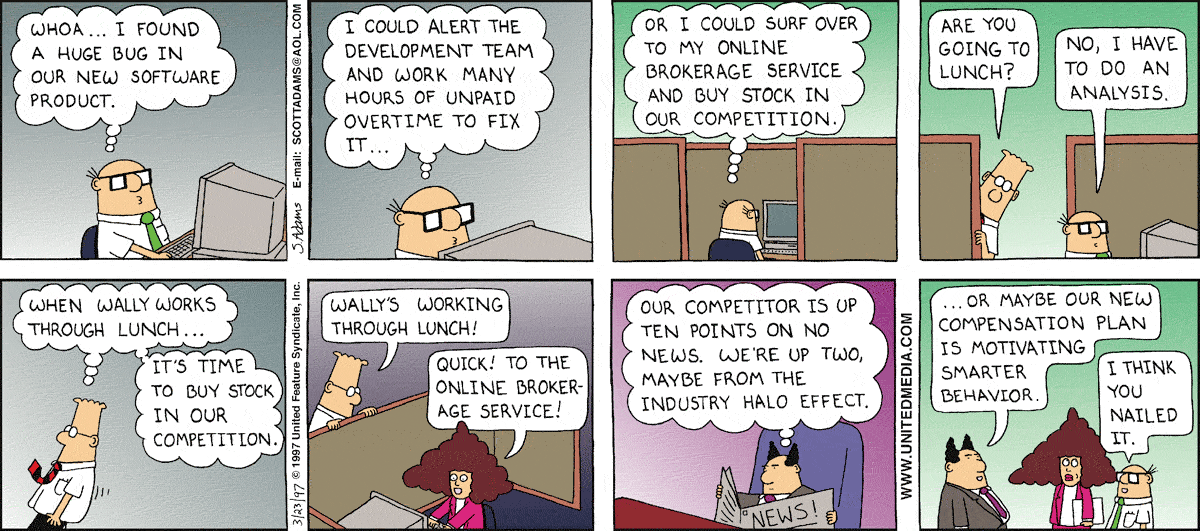 WHOA... I FOUND
A HUGE BUG IN
OUR NEW SOFTWARE
PRODUCT.
S.Adams E-mail: SCOTTADAMS@AOL.COM
I COULD ALERT THE
DEVELOPMENT TEAM
AND WORK MANY
HOURS OF UNPAID
OVERTIME TO FIX
IT...
OR I COULD SURF OVER
TO MY ONLINE
BROKERAGE SERVICE
AND BUY STOCK IN
OUR COMPETITION.
ARE YOU
GOING TO
LUNCH?
NO, I HAVE
TO DO AN
ANALYSIS.
WHEN WALLY WORKS
THROUGH LUNCH...
IT'S TIME
TO BUY STOCK
IN OUR
COMPETITION.
3/23/97 © 1997 United Feature Syndicate, Inc.
WALLY'S WORKING
THROUGH LUNCH!
QUICK! TO THE
ONLINE BROKER-
AGE SERVICE!
OUR COMPETITOR IS UP
TEN POINTS ON NO
NEWS. WE'RE UP TWO,
MAYBE FROM THE
INDUSTRY HALO EFFECT.
NEWS!
WWW.UNITEDMEDIA.COM
...OR MAYBE OUR NEW
COMPENSATION PLAN
IS MOTIVATING
SMARTER
BEHAVIOR.
I THINK
YOU
NAILED
IT.